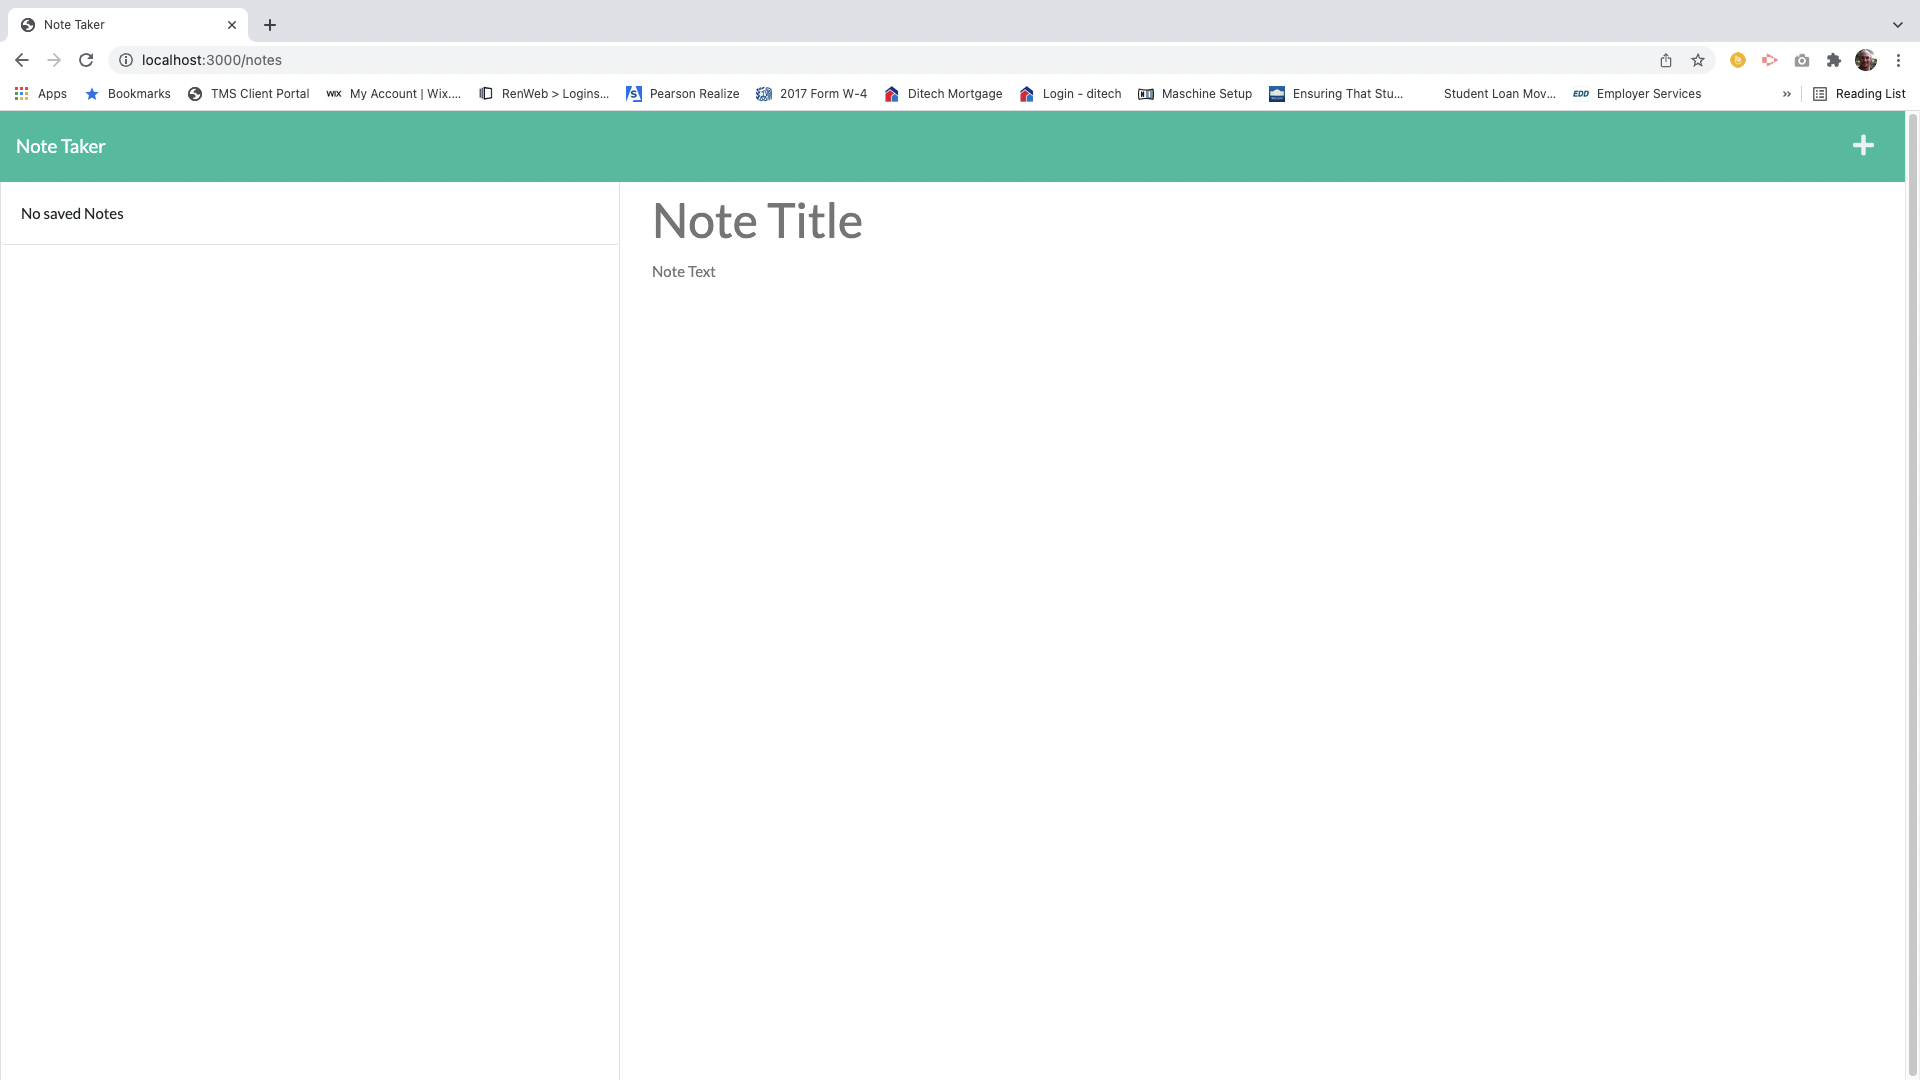 Note Taker
localhost:3000/notes
Apps Bookmarks TMS Client Portal WiX My Account | Wix.... RenWeb > Logins... Pearson Realize 2017 Form W-4 Ditech Mortgage Login - ditech Maschine Setup Ensuring That Stu... Student Loan Mov... EDD Employer Services » Reading List
Note Taker
No saved Notes
Note Title
Note Text